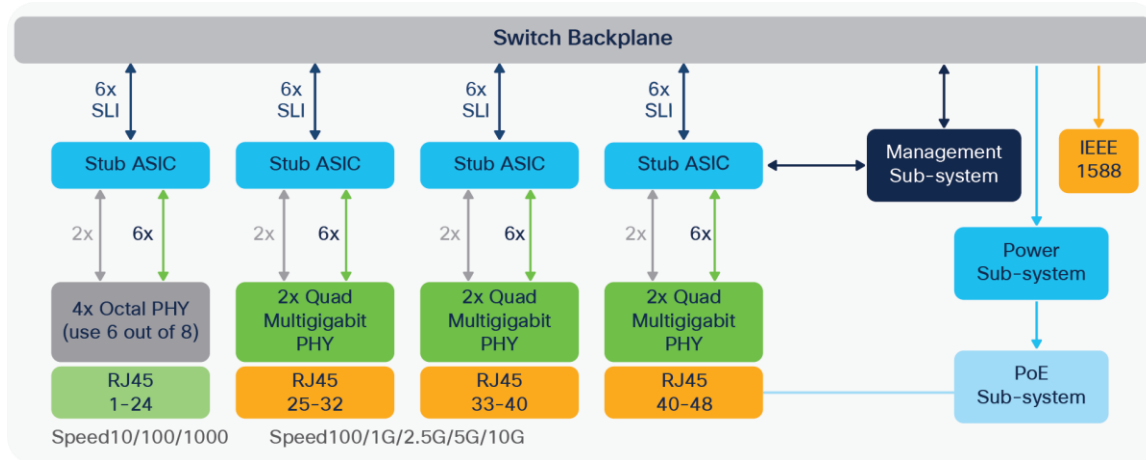 Switch Backplane
6x
SLI
6x
SLI
6x
SLI
6x
SLI
Stub ASIC
Stub ASIC
Stub ASIC
Stub ASIC
Management
Sub-system
IEEE
1588
2x
6x
2x
6x
2x
6x
2x
6x
Power
Sub-system
4x Octal PHY
(use 6 out of 8)
2x Quad
Multigigabit
PHY
2x Quad
Multigigabit
PHY
2x Quad
Multigigabit
PHY
RJ45
1-24
RJ45
25-32
RJ45
33-40
RJ45
40-48
PoE
Sub-system
Speed10/100/1000
Speed100/1G/2.5G/5G/10G